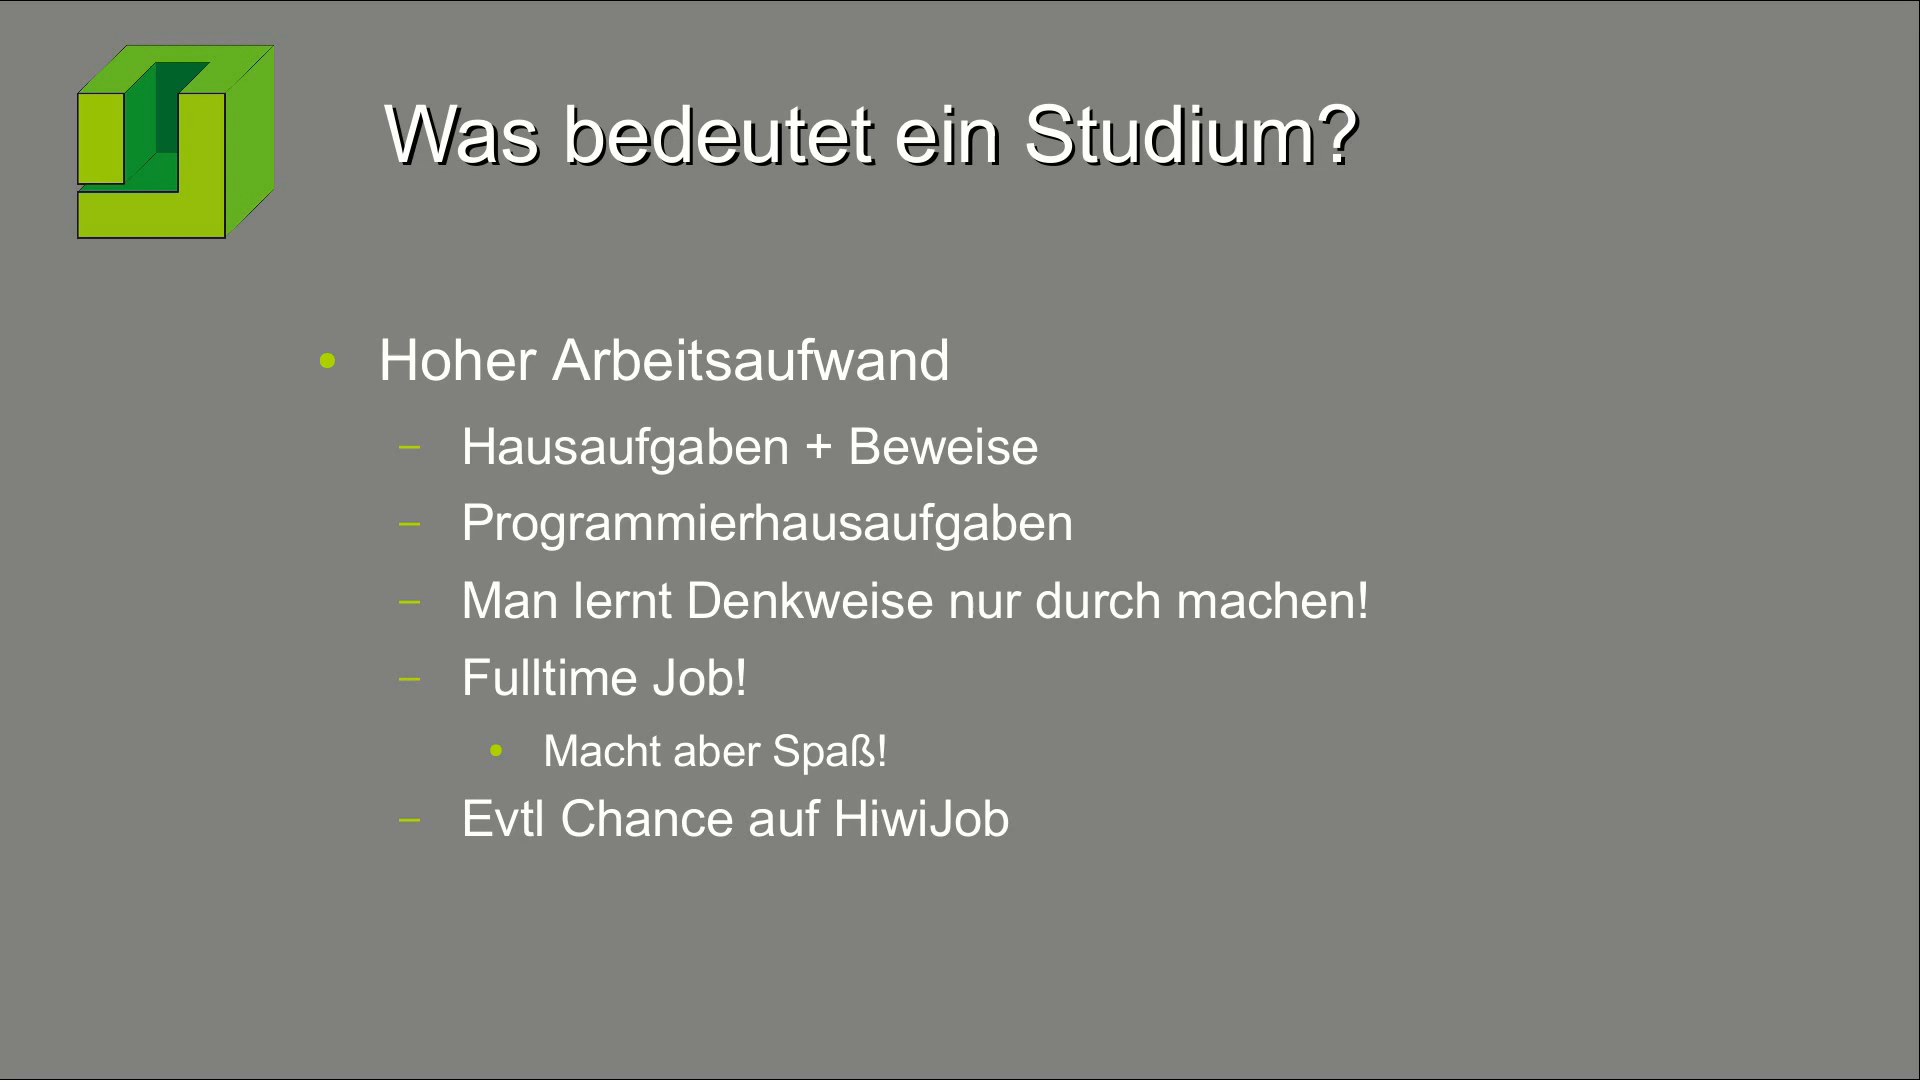 Was bedeutet ein Studium?
• Hoher Arbeitsaufwand
– Hausaufgaben + Beweise
– Programmierhausaufgaben
– Man lernt Denkweise nur durch machen!
– Fulltime Job!
• Macht aber Spaß!
– Evtl Chance auf HiwiJob